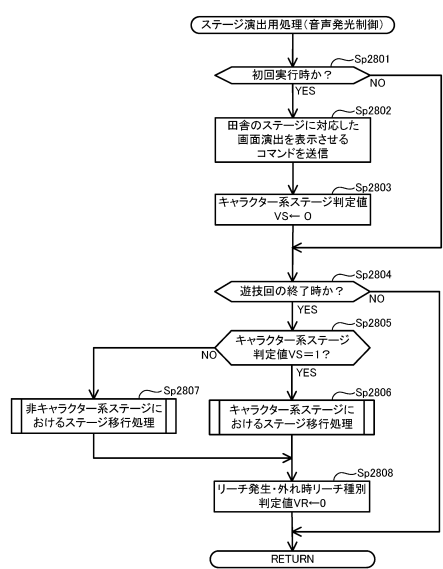 ステージ演出用処理(音声発光制御)
Sp2801
初回実行時か？
NO
YES
Sp2802
田舎のステージに対応した
画面演出を表示させる
コマンドを送信
Sp2803
キャラクター系ステージ判定値
VS← 0
Sp2804
遊技回の終了時か？
NO
YES
Sp2805
キャラクター系ステージ
判定値VS＝1？
NO
YES
Sp2807
非キャラクター系ステージに
おけるステージ移行処理
Sp2806
キャラクター系ステージに
おけるステージ移行処理
Sp2808
リーチ発生・外れ時リーチ種別
判定値VR←0
RETURN